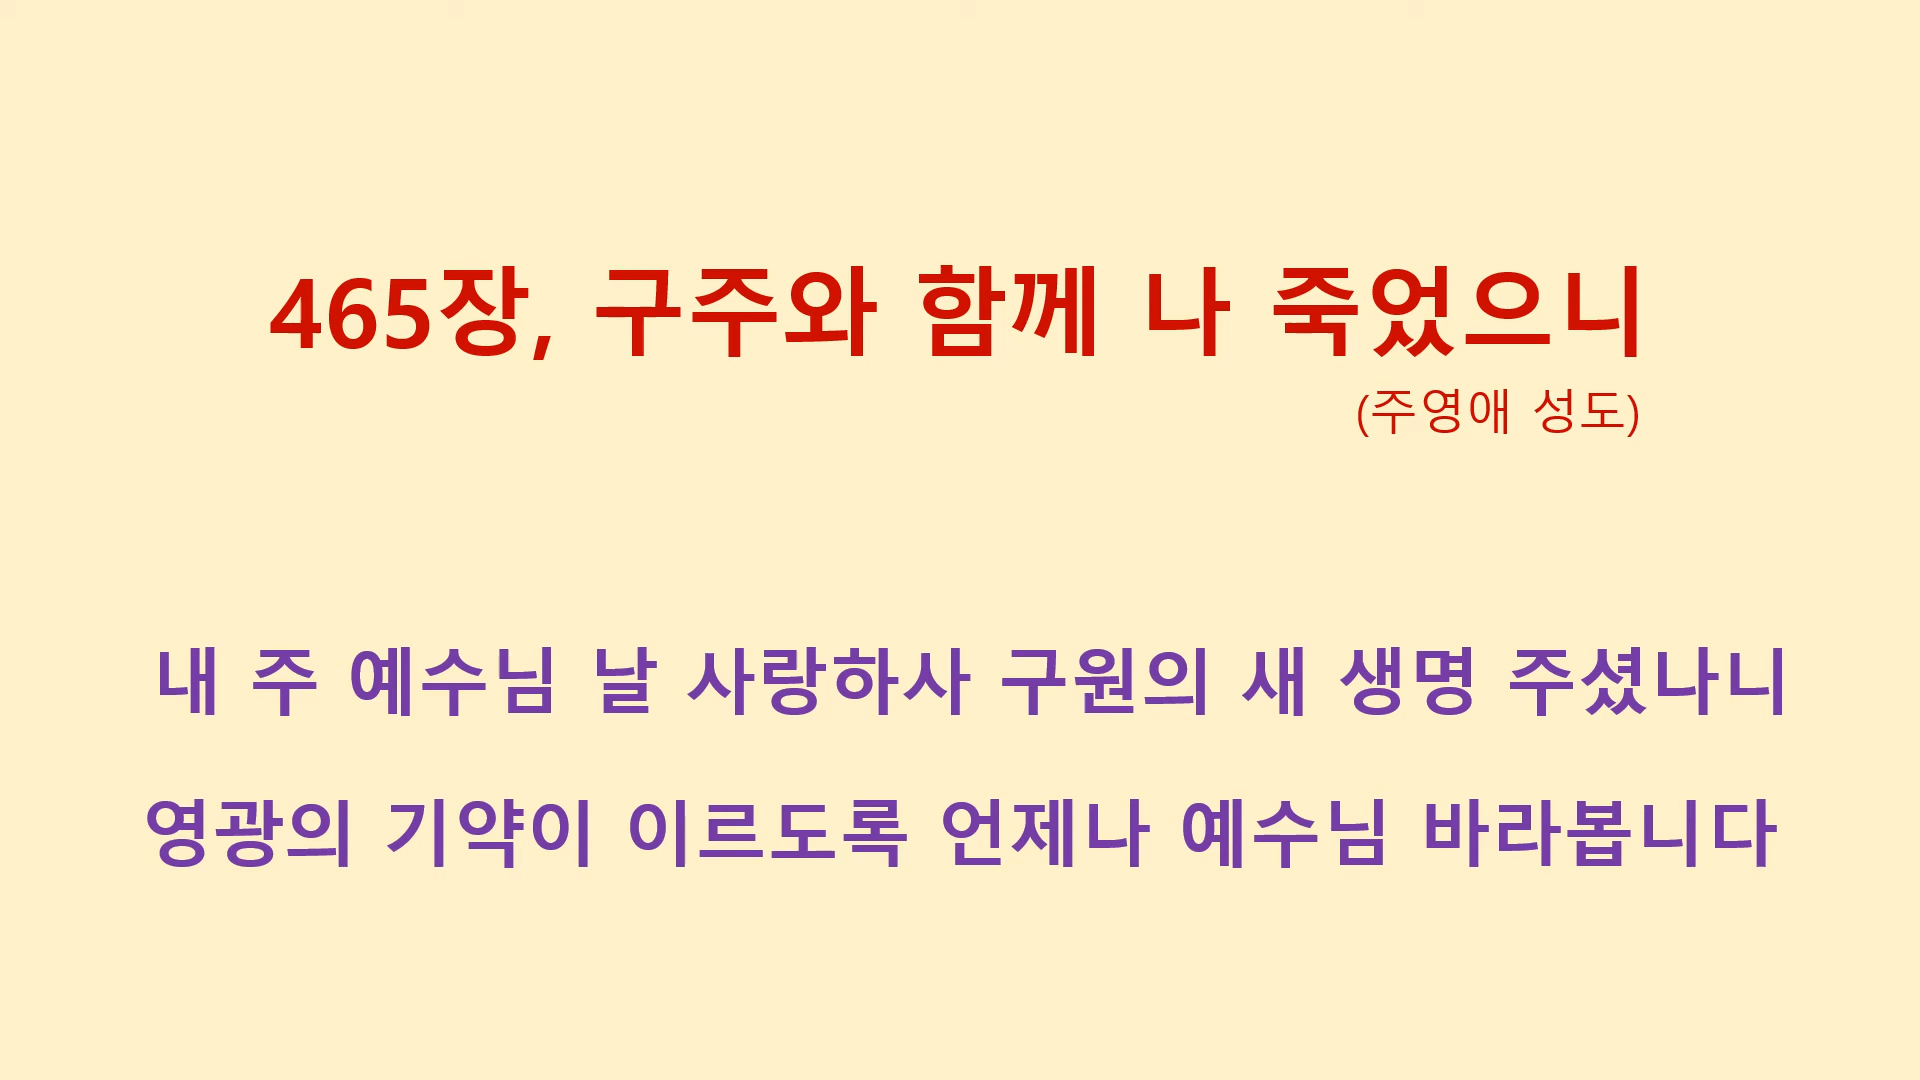 465장, 구주와 함께 나 죽었으니
(주영애 성도)
내 주 예수님 날 사랑하사 구원의 새 생명 주셨나니
영광의 기약이 이르도록 언제나 예수님 바라봅니다